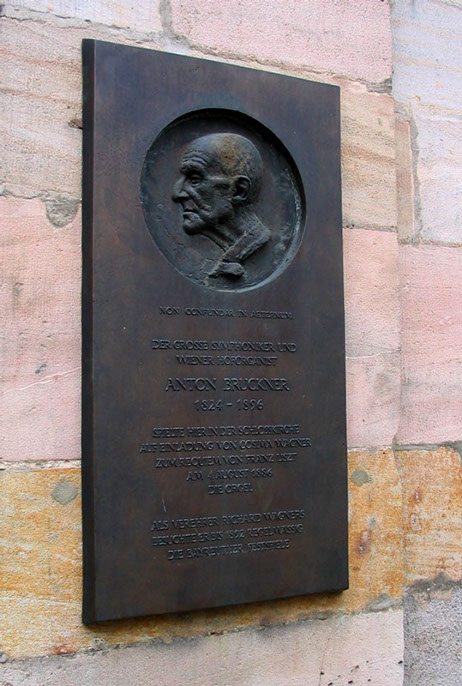 NON CONFUNDAR IN AETERNUM
DER GROSSE SYMPHONIKER UND
WIENER HOFORGANIST
ANTON BRUCKNER
1824 - 1896
SPIELTE HIER IN DER SCHLOSSKIRCHE
AUF EINLADUNG VON COSIMA WAGNER
ZUM REQUIEM VON FRANZ LISZT
AM 4. AUGUST 1886
DIE ORGEL
ALS VEREHRER RICHARD WAGNERS
BESUCHTE ER BIS 1892 REGELMÄSSIG
DIE BAYREUTHER FESTSPIELE